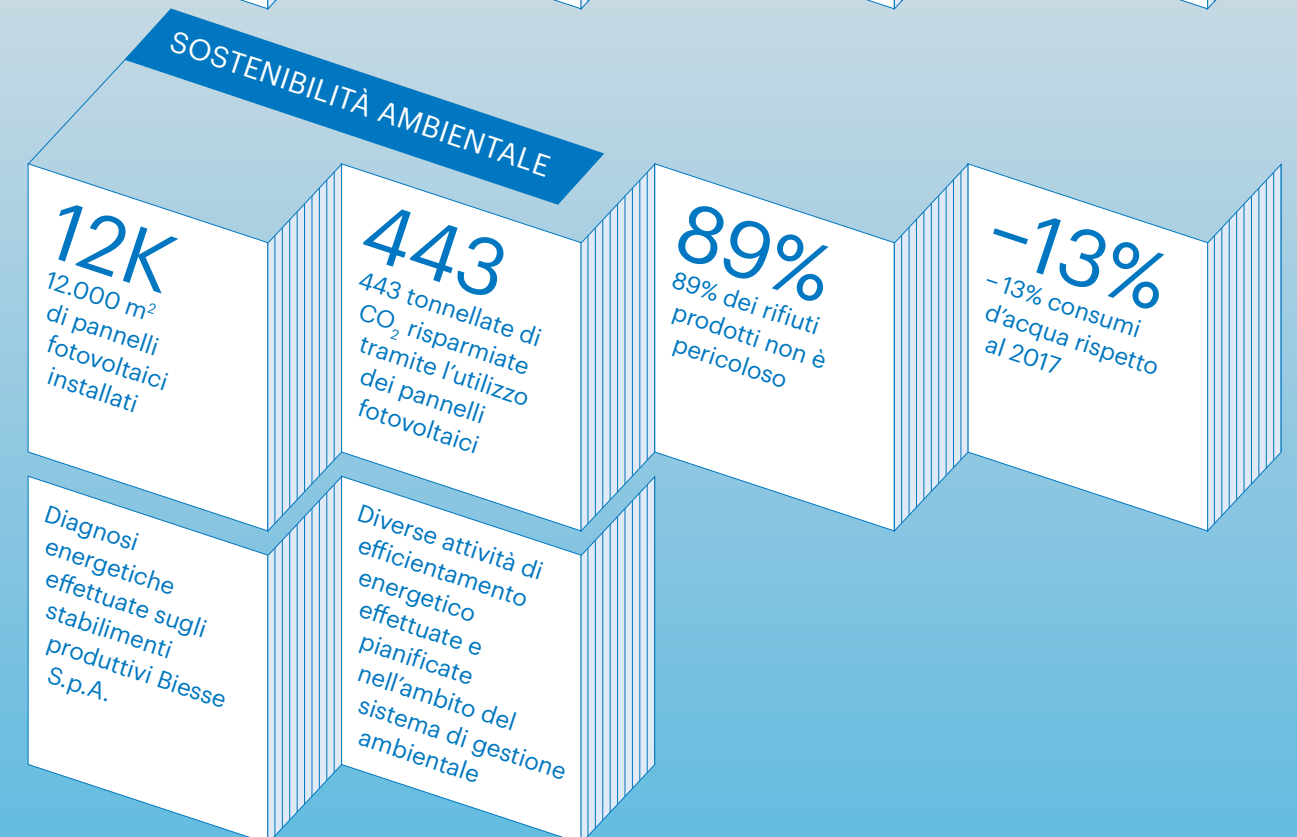 SOSTENIBILITÀ AMBIENTALE
12K
12.000 m²
di pannelli
fotovoltaici
installati
443
443 tonnellate di
CO₂ risparmiate
tramite l'utilizzo
dei pannelli
fotovoltaici
89%
89% dei rifiuti
prodotti non è
pericoloso
–13%
–13% consumi
d'acqua rispetto
al 2017
Diagnosi
energetiche
effettuate sugli
stabilimenti
produttivi Biesse
S.p.A.
Diverse attività di
efficientamento
energetico
effettuate e
pianificate
nell'ambito del
sistema di gestione
ambientale